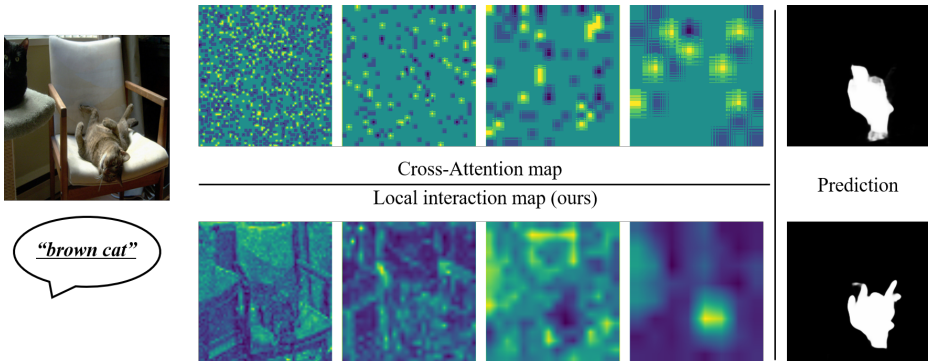 Cross-Attention map
Local interaction map (ours)
Prediction
“brown cat”